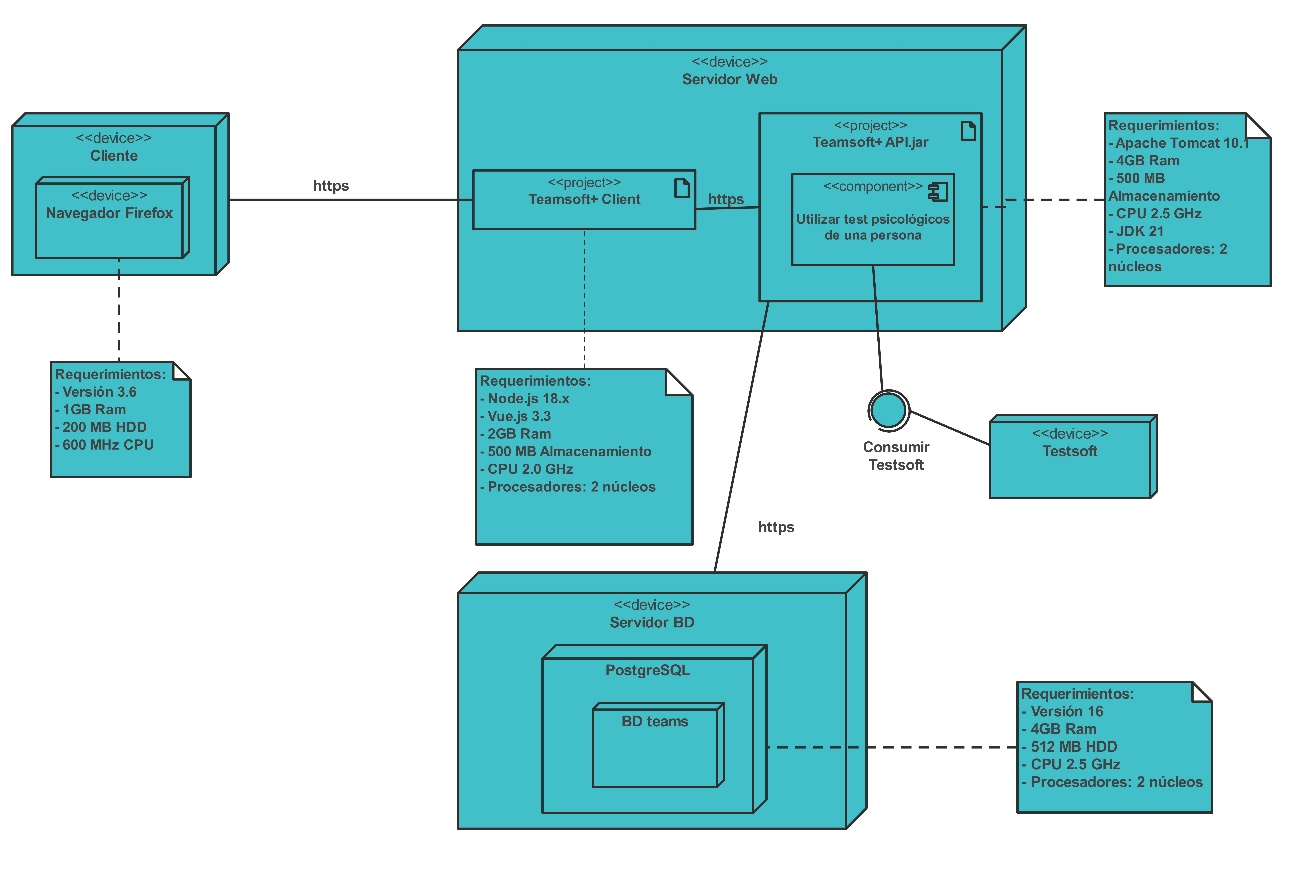 <<device>>
Servidor Web
<<device>>
Cliente
<<device>>
Navegador Firefox
https
<<project>>
Teamsoft+ Client
https
<<project>>
Teamsoft+ API.jar
<<component>>
Utilizar test psicológicos
de una persona
Requerimientos:
- Apache Tomcat 10.1
- 4GB Ram
- 500 MB
Almacenamiento
- CPU 2.5 GHz
- JDK 21
- Procesadores: 2
núcleos
Requerimientos:
- Versión 3.6
- 1GB Ram
- 200 MB HDD
- 600 MHz CPU
Requerimientos:
- Node.js 18.x
- Vue.js 3.3
- 2GB Ram
- 500 MB Almacenamiento
- CPU 2.0 GHz
- Procesadores: 2 núcleos
Consumir
Testsoft
<<device>>
Testsoft
https
<<device>>
Servidor BD
PostgreSQL
BD teams
Requerimientos:
- Versión 16
- 4GB Ram
- 512 MB HDD
- CPU 2.5 GHz
- Procesadores: 2 núcleos